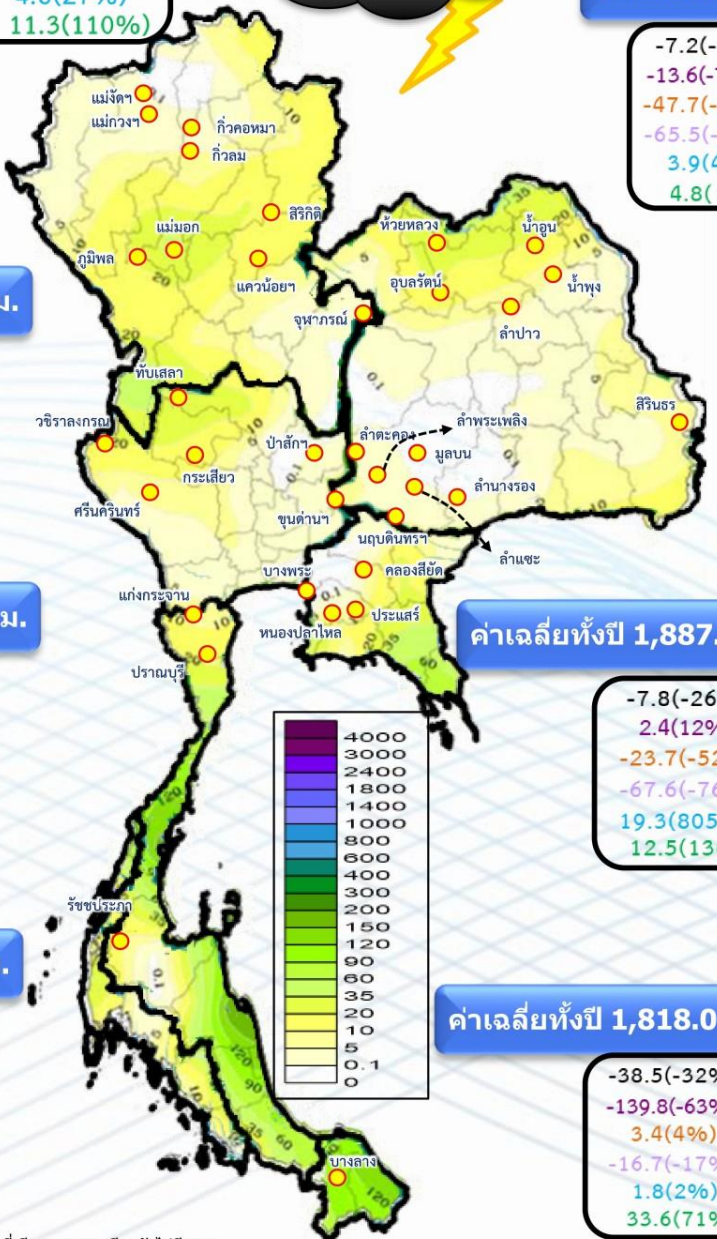 11.3(110%)
-7.2(-
-13.6(-
-47.7(-
-65.5(-
3.9(4
4.8(
แม่งัดฯ
แม่กวงฯ
กิ่วคอหมา
กิ่วลม
สิริกิติ์
แม่มอก
ภูมิพล
แควน้อยฯ
ห้วยหลวง
น้ำอูน
อุบลรัตน์
น้ำพุง
จุฬาภรณ์
ลำปาว
ม.
ทับเสลา
วชิราลงกรณ
ป่าสักฯ
ลำตะคอง
ลำพระเพลิง
สิรินธร
มูลบน
กระเสียว
ลำนางรอง
ศรีนครินทร์
ขุนด่านฯ
นฤบดินทรฯ
ลำแชะ
คลองสียัด
บางพระ
แก่งกระจาน
ประแสร์
หนองปลาไหล
ม.
ค่าเฉลี่ยทั้งปี 1,887.
ปราณบุรี
-7.8(-26
2.4(12%
-23.7(-52
-67.6(-76
19.3(805
12.5(13
4000
3000
2400
1800
1400
1000
800
600
400
300
200
150
120
90
60
35
20
10
5
0.1
0
รัชชประภา
ค่าเฉลี่ยทั้งปี 1,818.0
-38.5(-32%
-139.8(-63%
3.4(4%)
-16.7(-17%
1.8(2%)
33.6(71%
บางลาง